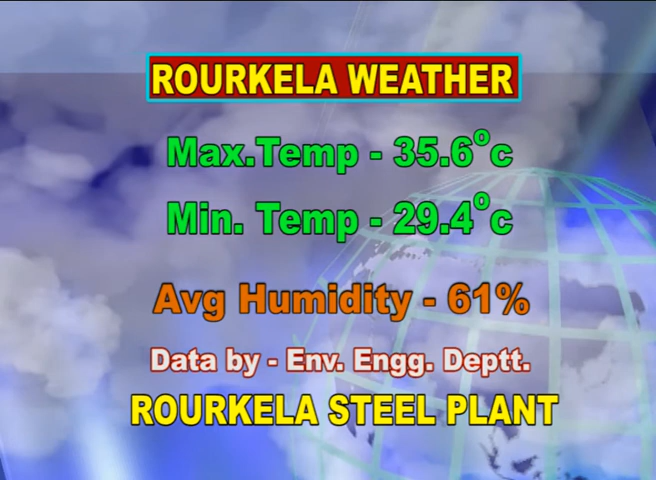 ROURKELA WEATHER
Max.Temp - 35.6°c
Min. Temp - 29.4°c
Avg Humidity - 61%
Data by - Env. Engg. Deptt.
ROURKELA STEEL PLANT